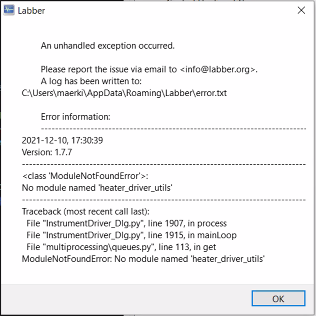 Labber
An unhandled exception occurred.
Please report the issue via email to <info@labber.org>.
A log has been written to:
C:\Users\maerki\AppData\Roaming\Labber\error.txt
Error information:
--------------------------------------------------------------------------------
2021-12-10, 17:30:39
Version: 1.7.7
--------------------------------------------------------------------------------
<class 'ModuleNotFoundError'>:
No module named 'heater_driver_utils'
--------------------------------------------------------------------------------
Traceback (most recent call last):
File "InstrumentDriver_Dlg.py", line 1907, in process
File "InstrumentDriver_Dlg.py", line 1915, in mainLoop
File "multiprocessing\queues.py", line 113, in get
ModuleNotFoundError: No module named 'heater_driver_utils'
OK